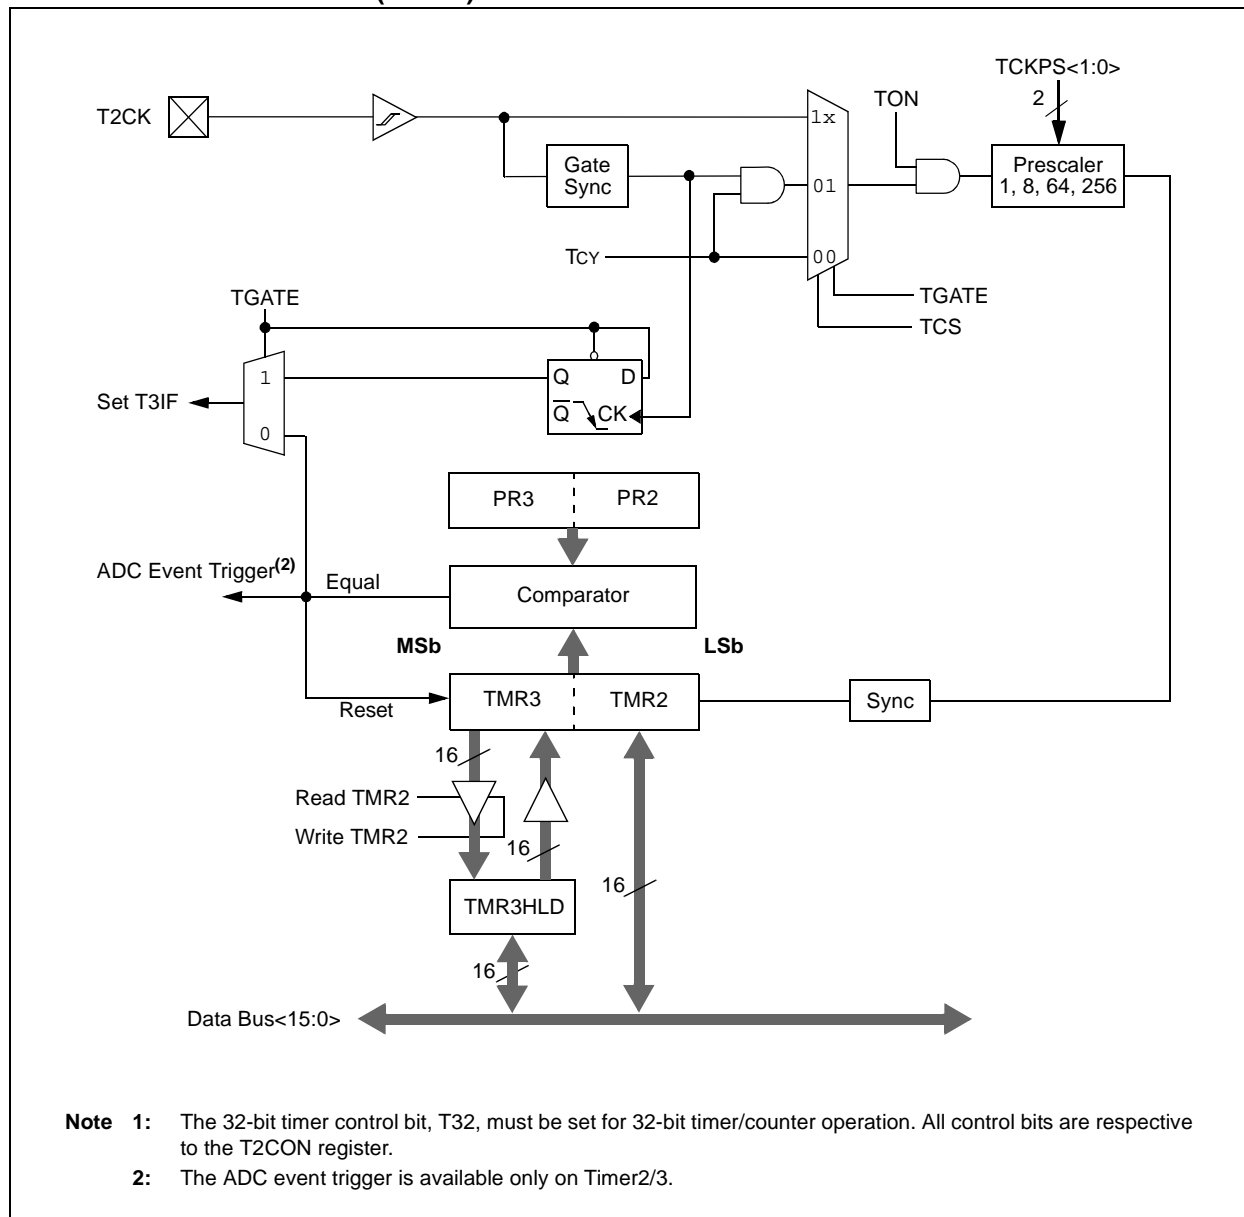 TCKPS<1:0>
2
TON
T2CK
1x
Gate
Sync
Prescaler
1, 8, 64, 256
01
TCY
00
TGATE
TGATE
TCS
1
Q D
Set T3IF
Q CK
0
PR3 PR2
ADC Event Trigger(2)
Equal
Comparator
MSb LSb
TMR3 TMR2
Sync
Reset
16
Read TMR2
Write TMR2
16
16
TMR3HLD
16
Data Bus<15:0>
Note 1: The 32-bit timer control bit, T32, must be set for 32-bit timer/counter operation. All control bits are respective
to the T2CON register.
2: The ADC event trigger is available only on Timer2/3.